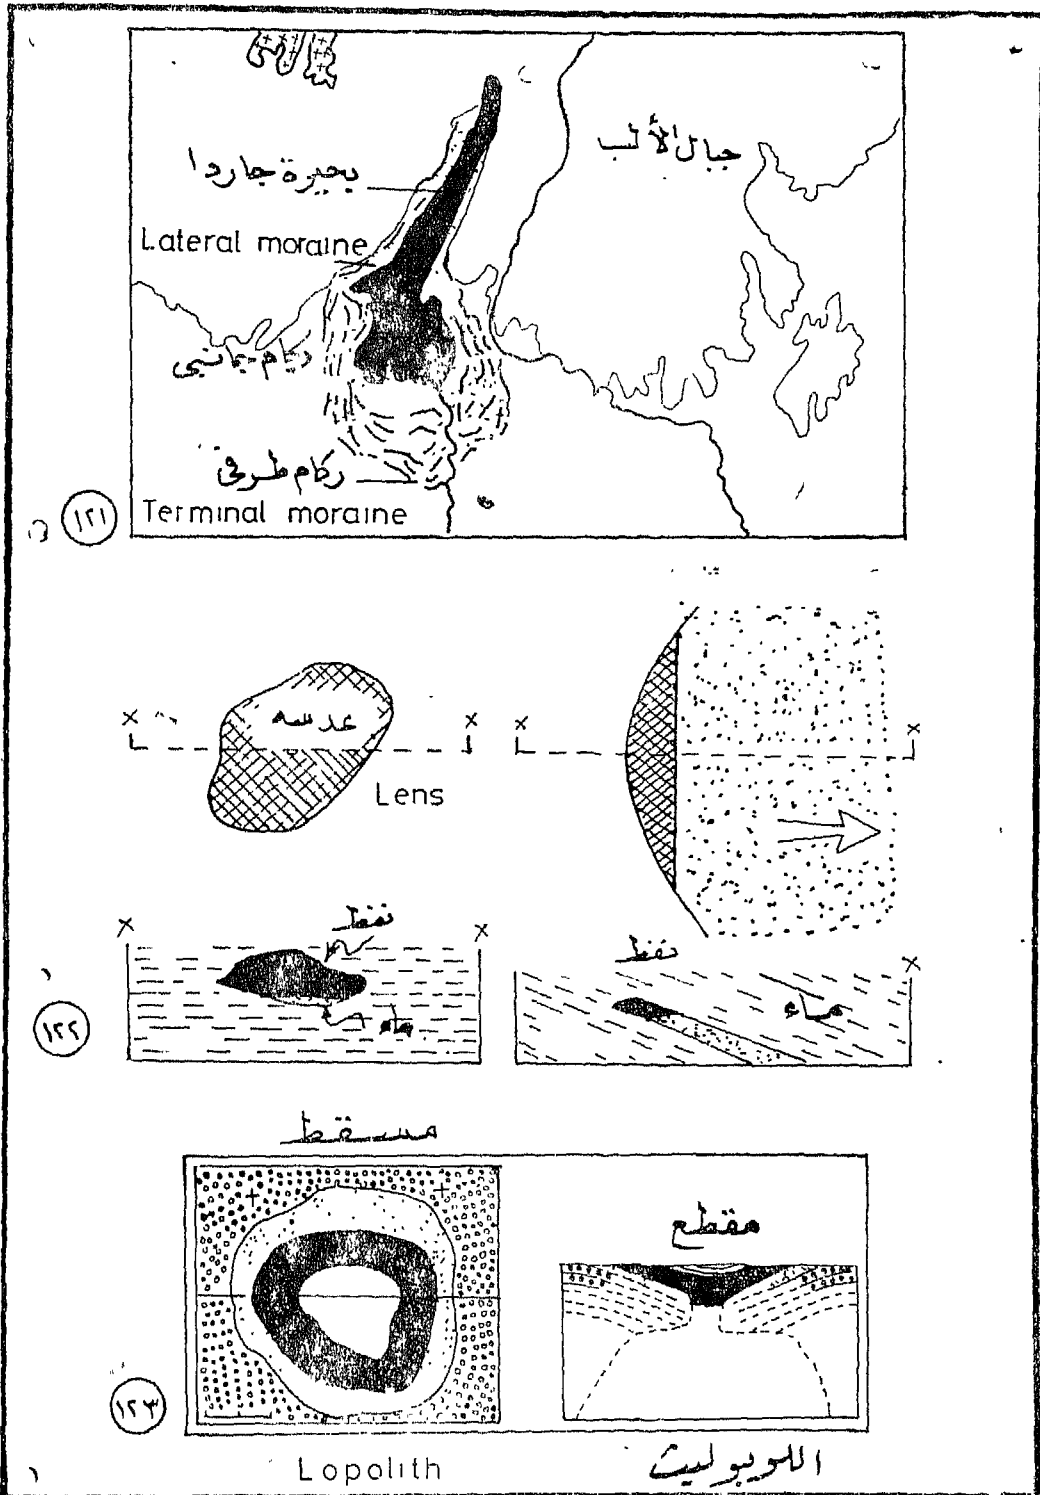 جبال الألب
بحيرة جاردا
Lateral moraine
ركام جانبي
ركام طرفي
Terminal moraine
١٢١
x x x x
عدسه
Lens
x x x
نفط
نفط
ماء
ماء
١٢٢
مسقط
مقطع
١٢٣
Lopolith
اللوبوليث